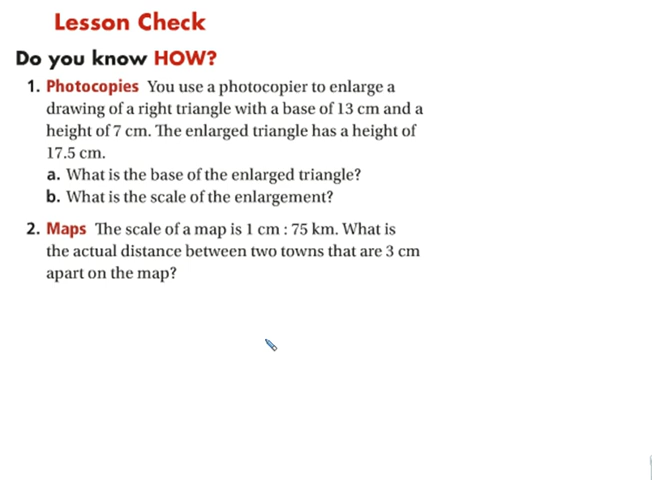 Lesson Check
Do you know HOW?
1. Photocopies You use a photocopier to enlarge a
drawing of a right triangle with a base of 13 cm and a
height of 7 cm. The enlarged triangle has a height of
17.5 cm.
a. What is the base of the enlarged triangle?
b. What is the scale of the enlargement?
2. Maps The scale of a map is 1 cm : 75 km. What is
the actual distance between two towns that are 3 cm
apart on the map?